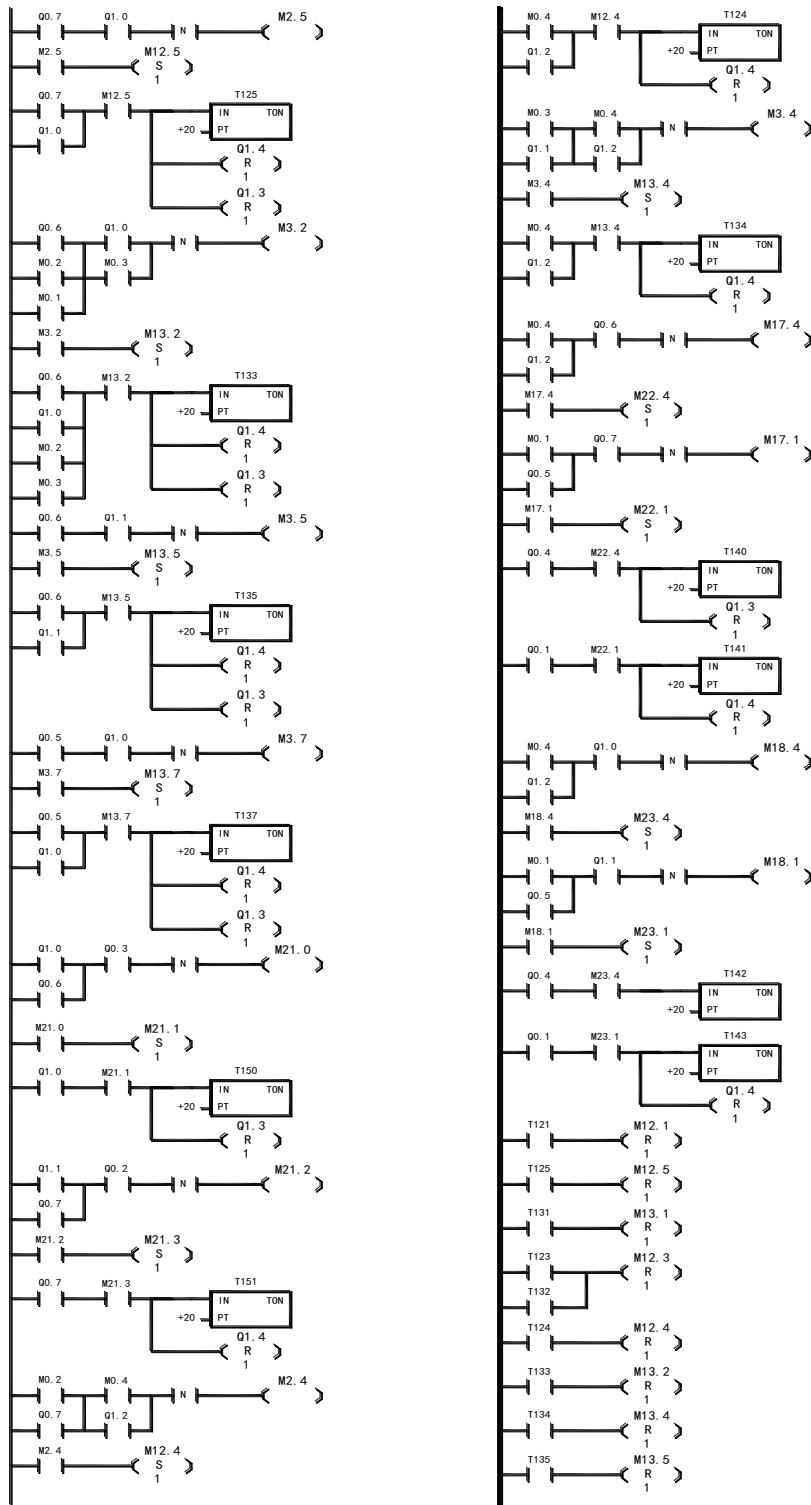 Q0.7 Q1.0 N M2.5
M2.5 M12.5
S
1
Q0.7 M12.5 T125
IN TON
Q1.0 +20 PT
Q1.4
R
1
Q1.3
R
1
Q0.6 Q1.0 N M3.2
M0.2 M0.3
M0.1
M3.2 M13.2
S
1
Q0.6 M13.2 T133
IN TON
Q1.0 +20 PT
M0.2 Q1.4
R
1
M0.3 Q1.3
R
1
Q0.6 Q1.1 N M3.5
M3.5 M13.5
S
1
Q0.6 M13.5 T135
IN TON
Q1.1 +20 PT
Q1.4
R
1
Q1.3
R
1
Q0.5 Q1.0 N M3.7
M3.7 M13.7
S
1
Q0.5 M13.7 T137
IN TON
Q1.0 +20 PT
Q1.4
R
1
Q1.3
R
1
Q1.0 Q0.3 N M21.0
Q0.6
M21.0 M21.1
S
1
Q1.0 M21.1 T150
IN TON
+20 PT
Q1.3
R
1
Q1.1 Q0.2 N M21.2
Q0.7
M21.2 M21.3
S
1
Q0.7 M21.3 T151
IN TON
+20 PT
Q1.4
R
1
M0.2 M0.4 N M2.4
Q0.7 Q1.2
M2.4 M12.4
S
1
M0.4 M12.4 T124
IN TON
Q1.2 +20 PT
Q1.4
R
1
M0.3 M0.4 N M3.4
Q1.1 Q1.2
M3.4 M13.4
S
1
M0.4 M13.4 T134
IN TON
Q1.2 +20 PT
Q1.4
R
1
M0.4 Q0.6 N M17.4
Q1.2
M17.4 M22.4
S
1
M0.1 Q0.7 N M17.1
Q0.5
M17.1 M22.1
S
1
Q0.4 M22.4 T140
IN TON
+20 PT
Q1.3
R
1
Q0.1 M22.1 T141
IN TON
+20 PT
Q1.4
R
1
M0.4 Q1.0 N M18.4
Q1.2
M18.4 M23.4
S
1
M0.1 Q1.1 N M18.1
Q0.5
M18.1 M23.1
S
1
Q0.4 M23.4 T142
IN TON
+20 PT
Q0.1 M23.1 T143
IN TON
+20 PT
Q1.4
R
1
T121 M12.1
R
1
T125 M12.5
R
1
T131 M13.1
R
1
T123 M12.3
R
1
T132
T124 M12.4
R
1
T133 M13.2
R
1
T134 M13.4
R
1
T135 M13.5
R
1